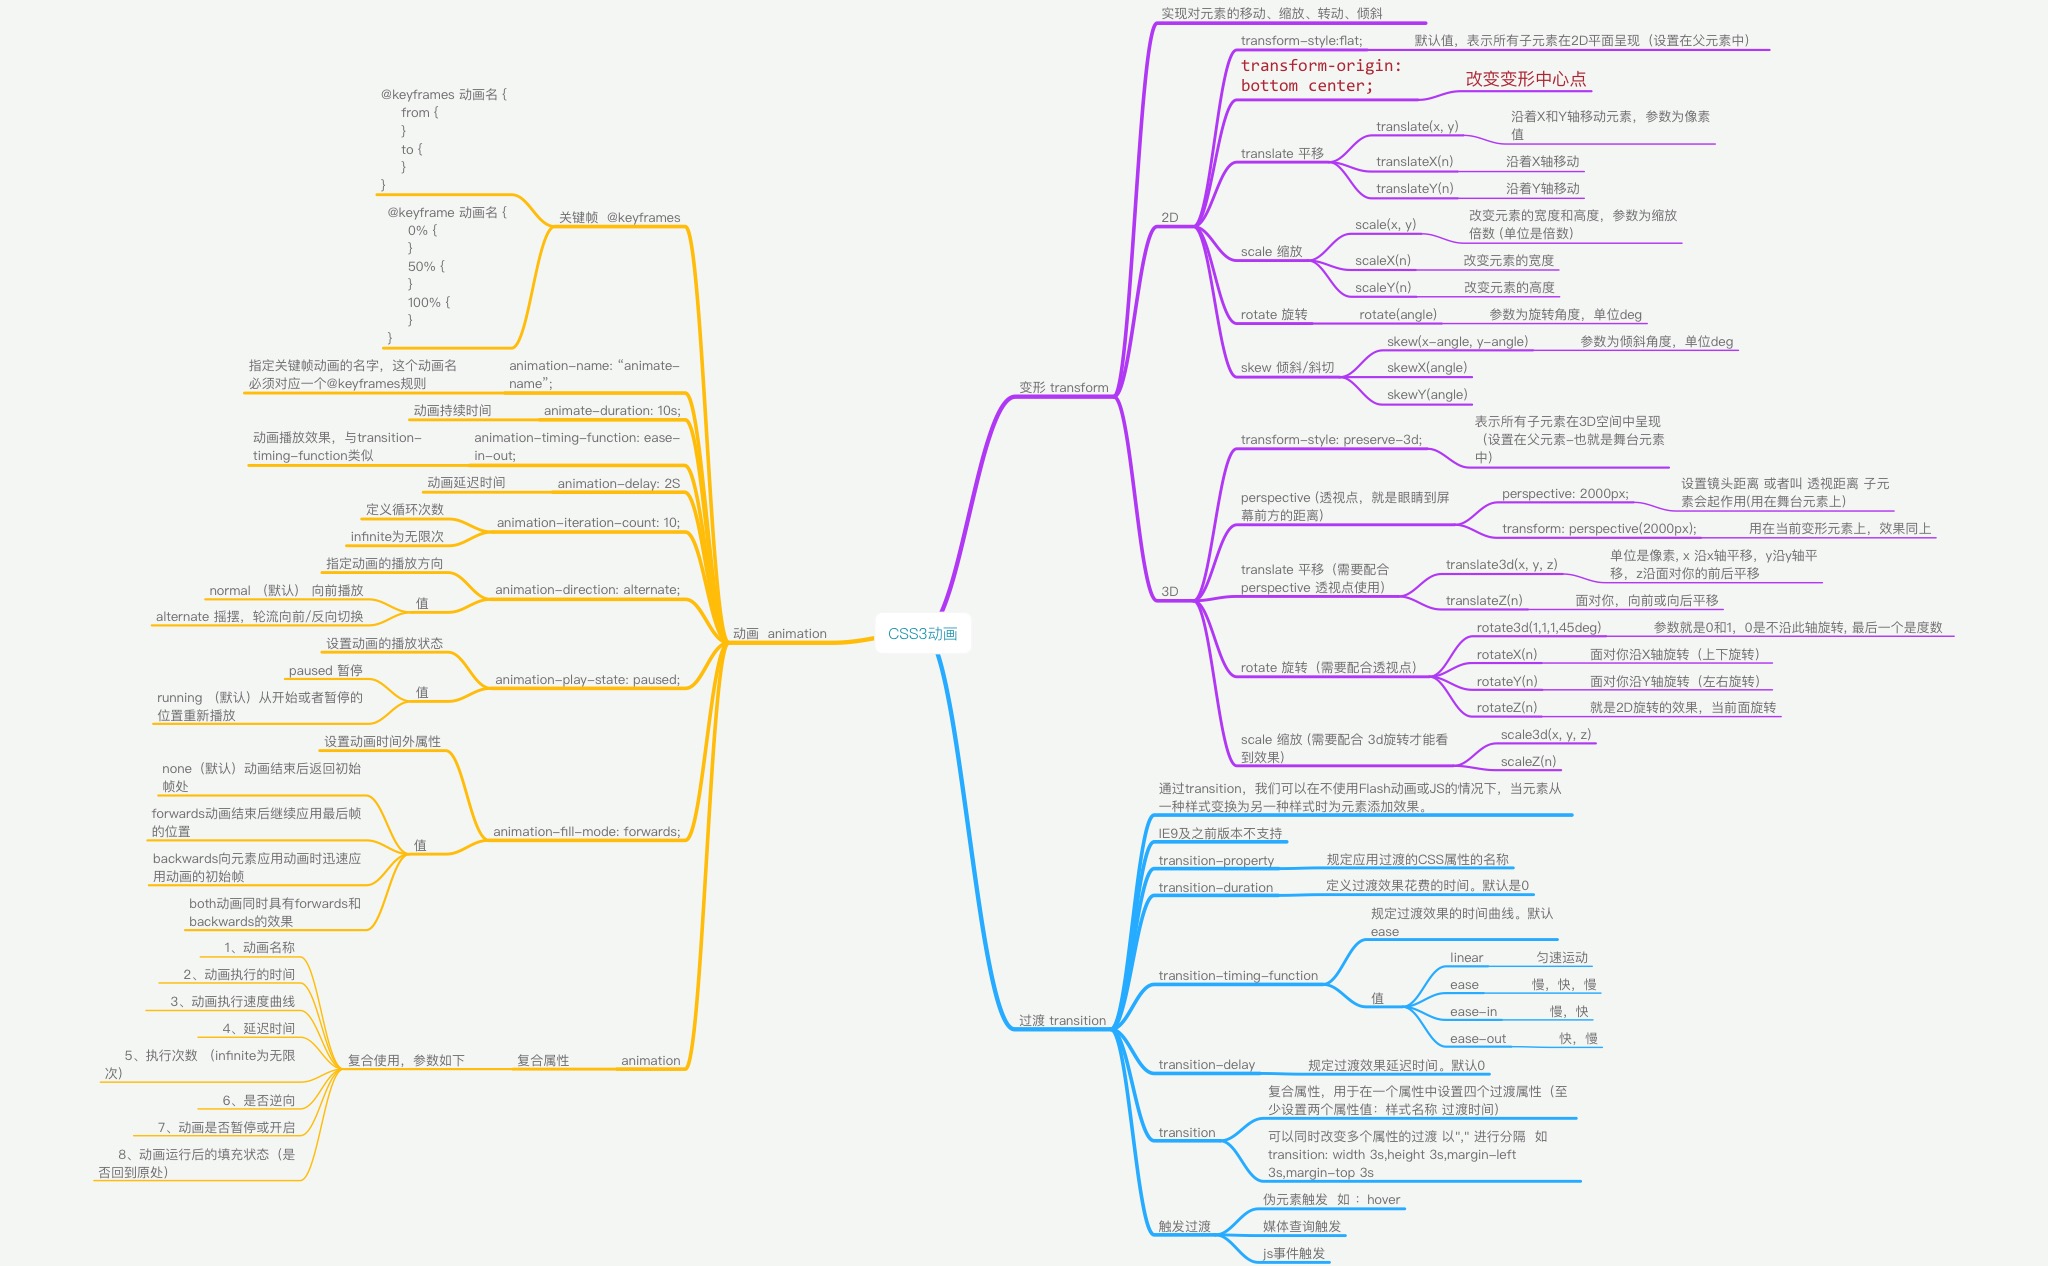 CSS3动画
变形 transform
实现对元素的移动、缩放、转动、倾斜
2D
transform-style:flat;
默认值，表示所有子元素在2D平面呈现（设置在父元素中）
transform-origin:
bottom center;
改变变形中心点
translate 平移
translate(x, y)
沿着X和Y轴移动元素，参数为像素
值
translateX(n)
沿着X轴移动
translateY(n)
沿着Y轴移动
scale 缩放
scale(x, y)
改变元素的宽度和高度，参数为缩放
倍数 (单位是倍数)
scaleX(n)
改变元素的宽度
scaleY(n)
改变元素的高度
rotate 旋转
rotate(angle)
参数为旋转角度，单位deg
skew 倾斜/斜切
skew(x-angle, y-angle)
参数为倾斜角度，单位deg
skewX(angle)
skewY(angle)
3D
transform-style: preserve-3d;
表示所有子元素在3D空间中呈现
（设置在父元素-也就是舞台元素
中）
perspective (透视点，就是眼睛到屏
幕前方的距离)
perspective: 2000px;
设置镜头距离 或者叫 透视距离 子元
素会起作用(用在舞台元素上)
transform: perspective(2000px);
用在当前变形元素上，效果同上
translate 平移（需要配合
perspective 透视点使用）
translate3d(x, y, z)
单位是像素, x 沿x轴平移, y沿y轴平
移，z沿面对你的前后平移
translateZ(n)
面对你，向前或向后平移
rotate 旋转（需要配合透视点）
rotate3d(1,1,1,45deg)
参数就是0和1，0是不沿此轴旋转, 最后一个是度数
rotateX(n)
面对你沿X轴旋转（上下旋转）
rotateY(n)
面对你沿Y轴旋转（左右旋转）
rotateZ(n)
就是2D旋转的效果，当前面旋转
scale 缩放 (需要配合 3d旋转才能看
到效果）
scale3d(x, y, z)
scaleZ(n)
过渡 transition
通过transition，我们可以在不使用Flash动画或JS的情况下，当元素从
一种样式变换为另一种样式时为元素添加效果。
IE9及之前版本不支持
transition-property
规定应用过渡的CSS属性的名称
transition-duration
定义过渡效果花费的时间。默认是0
transition-timing-function
规定过渡效果的时间曲线。默认
ease
值
linear
匀速运动
ease
慢，快，慢
ease-in
慢，快
ease-out
快，慢
transition-delay
规定过渡效果延迟时间。默认0
transition
复合属性，用于在一个属性中设置四个过渡属性（至
少设置两个属性值：样式名称 过渡时间）
可以同时改变多个属性的过渡 以"," 进行分隔 如
transition: width 3s,height 3s,margin-left
3s,margin-top 3s
触发过渡
伪元素触发 如 ：hover
媒体查询触发
js事件触发
动画 animation
关键帧 @keyframes
@keyframes 动画名 {
from {
}
to {
}
}
@keyframe 动画名 {
0% {
}
50% {
}
100% {
}
}
animation-name: “animate-
name”;
指定关键帧动画的名字，这个动画名
必须对应一个@keyframes规则
animate-duration: 10s;
动画持续时间
animation-timing-function: ease-
in-out;
动画播放效果，与transition-
timing-function类似
animation-delay: 2S
动画延迟时间
animation-iteration-count: 10;
定义循环次数
infinite为无限次
animation-direction: alternate;
指定动画的播放方向
值
normal （默认） 向前播放
alternate 摇摆，轮流向前/反向切换
animation-play-state: paused;
设置动画的播放状态
值
paused 暂停
running （默认）从开始或者暂停的
位置重新播放
animation-fill-mode: forwards;
设置动画时间外属性
值
none（默认）动画结束后返回初始
帧处
forwards动画结束后继续应用最后帧
的位置
backwards向元素应用动画时迅速应
用动画的初始帧
both动画同时具有forwards和
backwards的效果
animation
复合属性
复合使用，参数如下
1、动画名称
2、动画执行的时间
3、动画执行速度曲线
4、延迟时间
5、执行次数 （infinite为无限
次）
6、是否逆向
7、动画是否暂停或开启
8、动画运行后的填充状态（是
否回到原处）